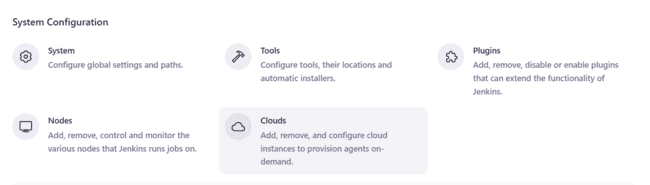 System Configuration
System
Configure global settings and paths.
Tools
Configure tools, their locations and
automatic installers.
Plugins
Add, remove, disable or enable plugins
that can extend the functionality of
Jenkins.
Nodes
Add, remove, control and monitor the
various nodes that Jenkins runs jobs on.
Clouds
Add, remove, and configure cloud
instances to provision agents on-
demand.